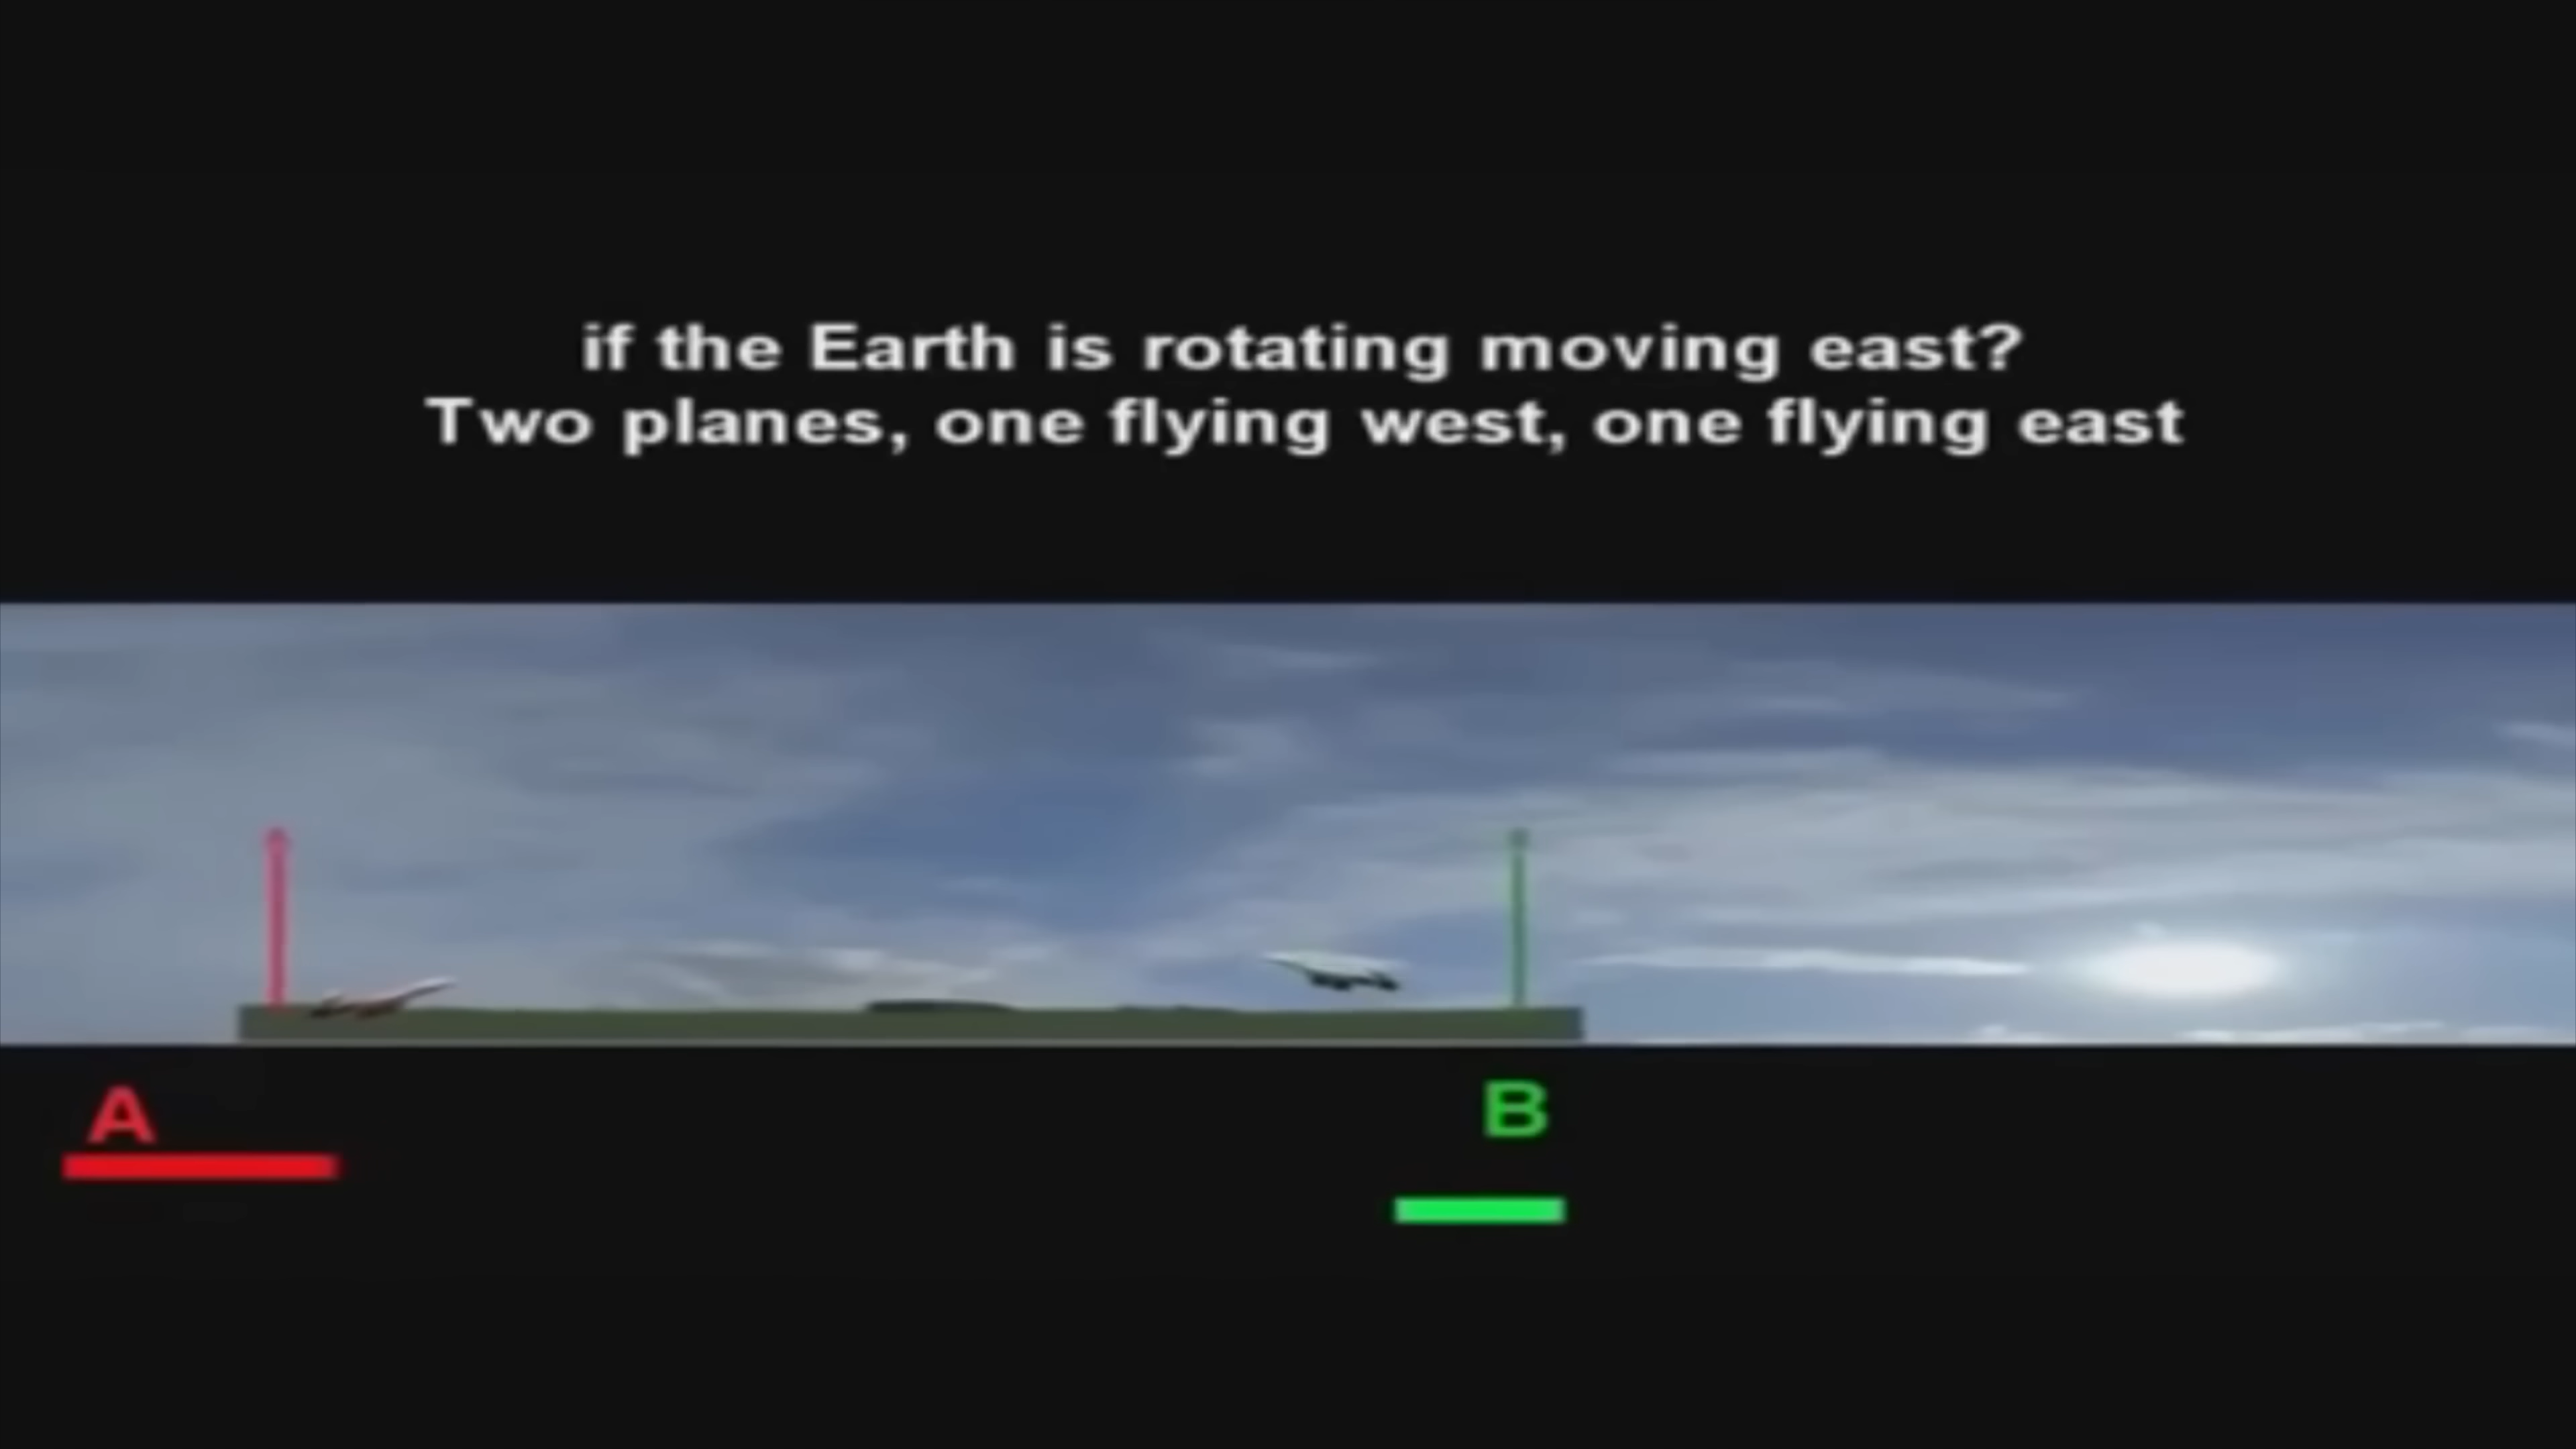 if the Earth is rotating moving east?
Two planes, one flying west, one flying east
A
B